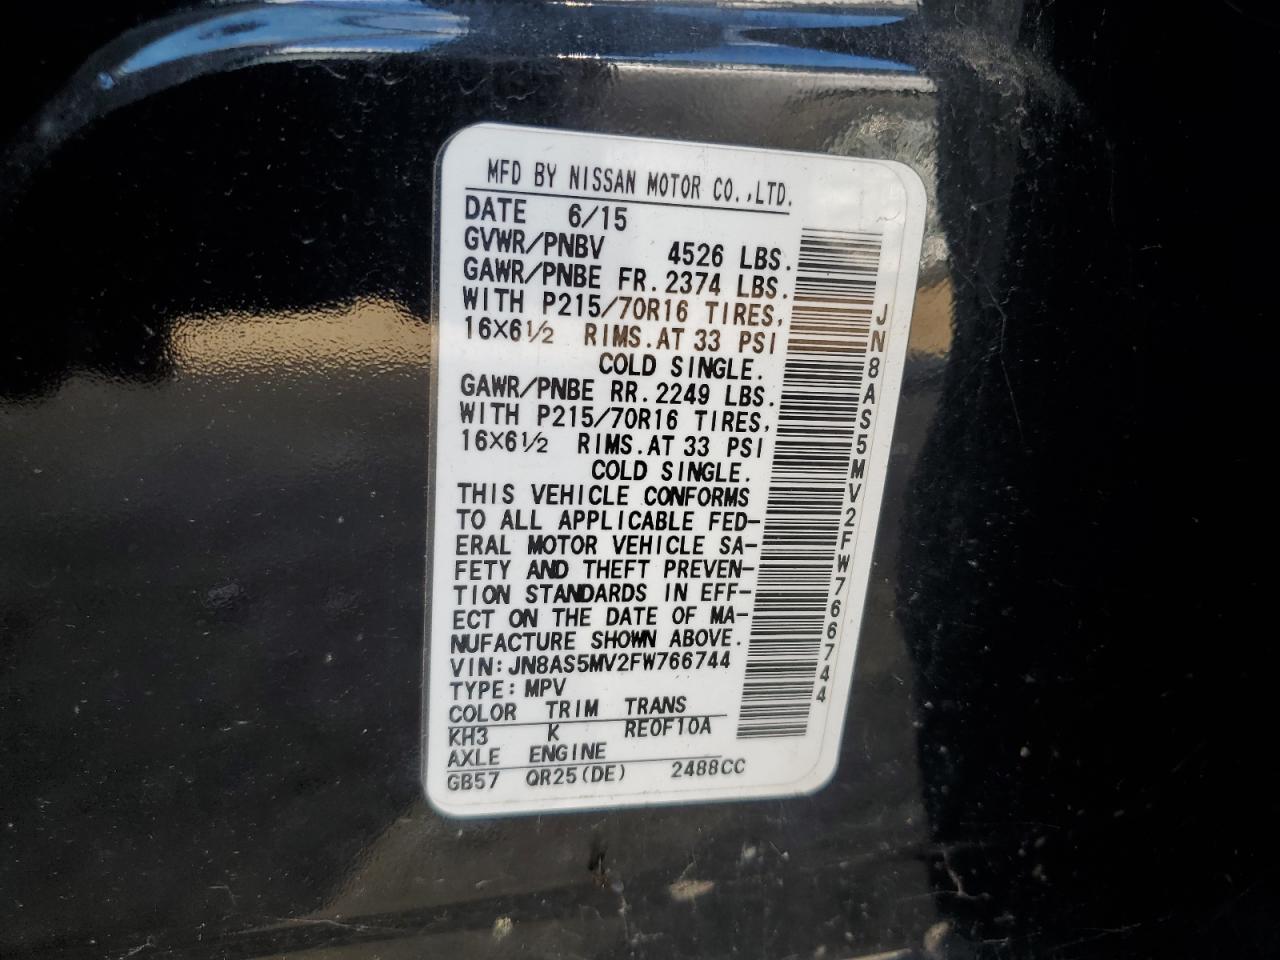 MFD BY NISSAN MOTOR CO.,LTD.
DATE 6/15
GVWR/PNBV 4526 LBS.
GAWR/PNBE FR.2374 LBS.
WITH P215/70R16 TIRES,
16X6½ RIMS.AT 33 PSI
COLD SINGLE.
GAWR/PNBE RR.2249 LBS.
WITH P215/70R16 TIRES,
16X6½ RIMS.AT 33 PSI
COLD SINGLE.
THIS VEHICLE CONFORMS
TO ALL APPLICABLE FED-
ERAL MOTOR VEHICLE SA-
FETY AND THEFT PREVEN-
TION STANDARDS IN EFF-
ECT ON THE DATE OF MA-
NUFACTURE SHOWN ABOVE.
VIN:JN8AS5MV2FW766744
TYPE:MPV
COLOR TRIM TRANS
KH3 K RE0F10A
AXLE ENGINE
GB57 QR25(DE) 2488CC
JN8AS5MV2FW766744